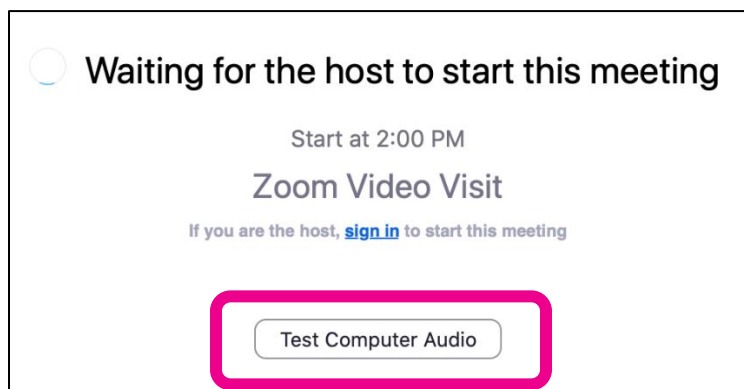 Waiting for the host to start this meeting
Start at 2:00 PM
Zoom Video Visit
If you are the host, sign in to start this meeting
Test Computer Audio